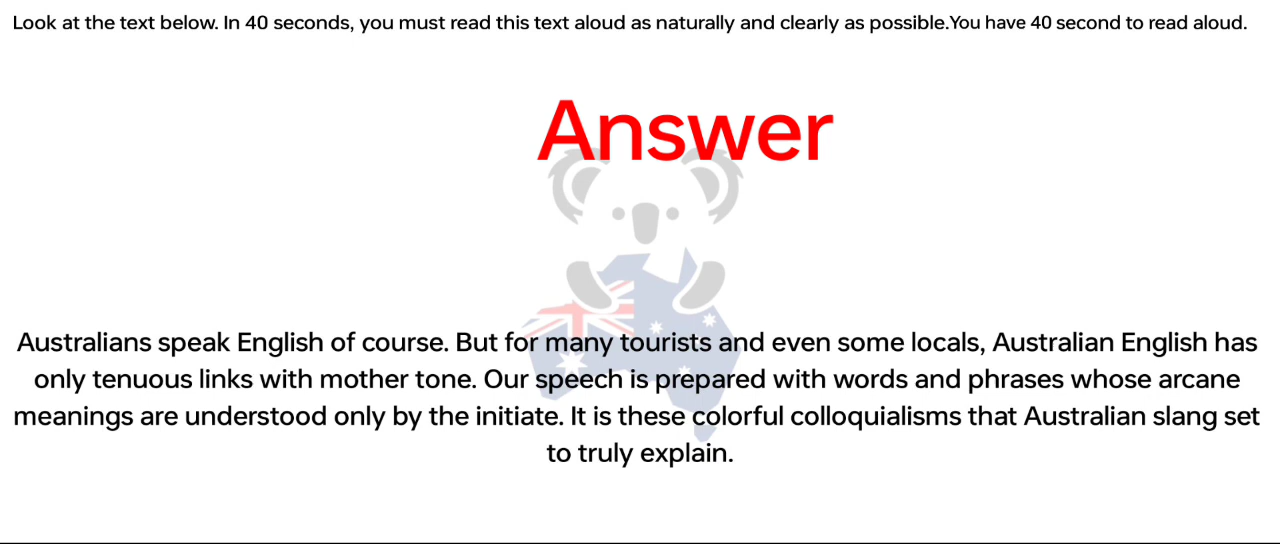 Look at the text below. In 40 seconds, you must read this text aloud as naturally and clearly as possible.You have 40 second to read aloud.
Answer
Australians speak English of course. But for many tourists and even some locals, Australian English has
only tenuous links with mother tone. Our speech is prepared with words and phrases whose arcane
meanings are understood only by the initiate. It is these colorful colloquialisms that Australian slang set
to truly explain.